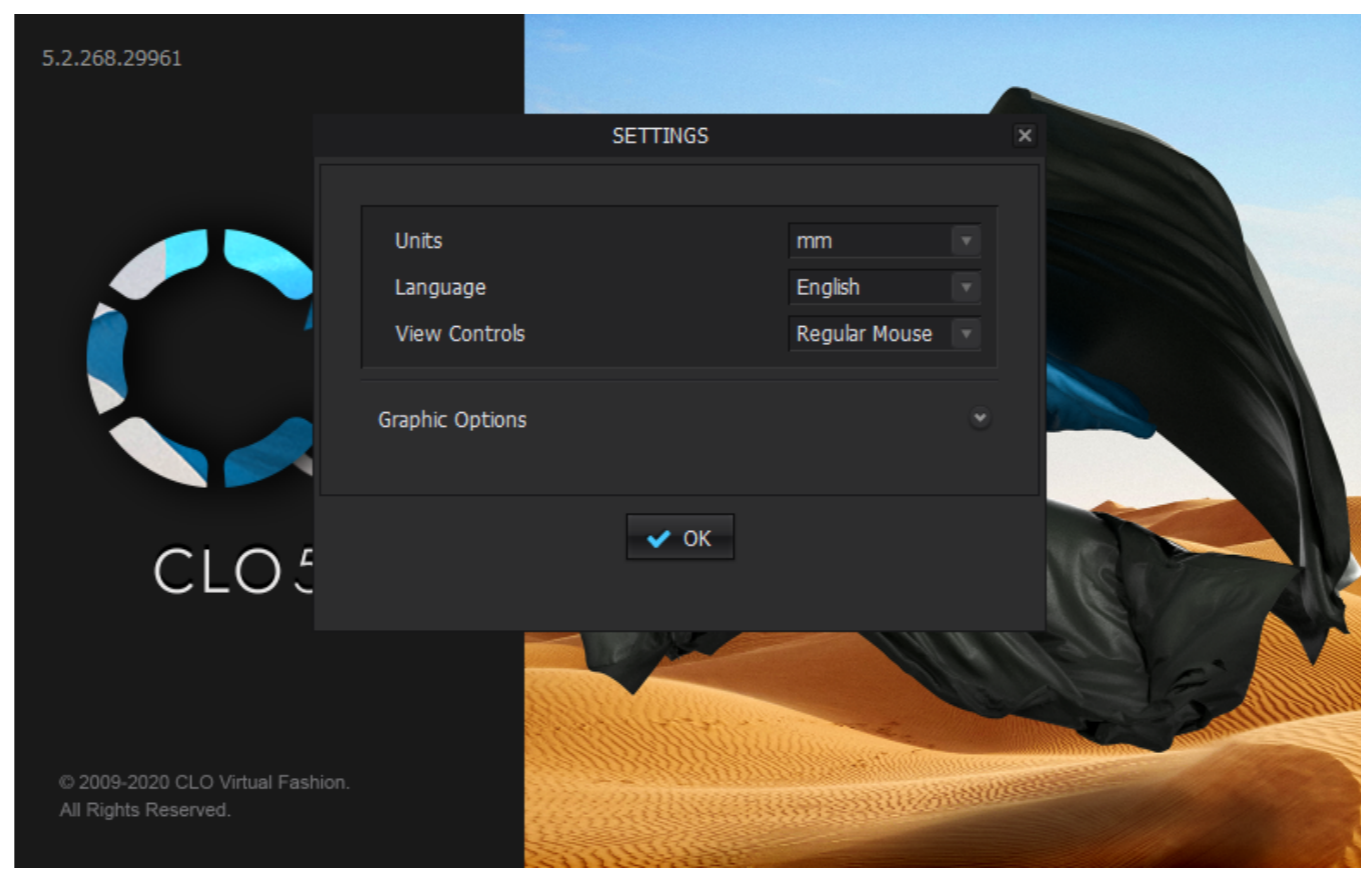 5.2.268.29961
SETTINGS
Units mm
Language English
View Controls Regular Mouse
Graphic Options
OK
CLO 5
© 2009-2020 CLO Virtual Fashion.
All Rights Reserved.